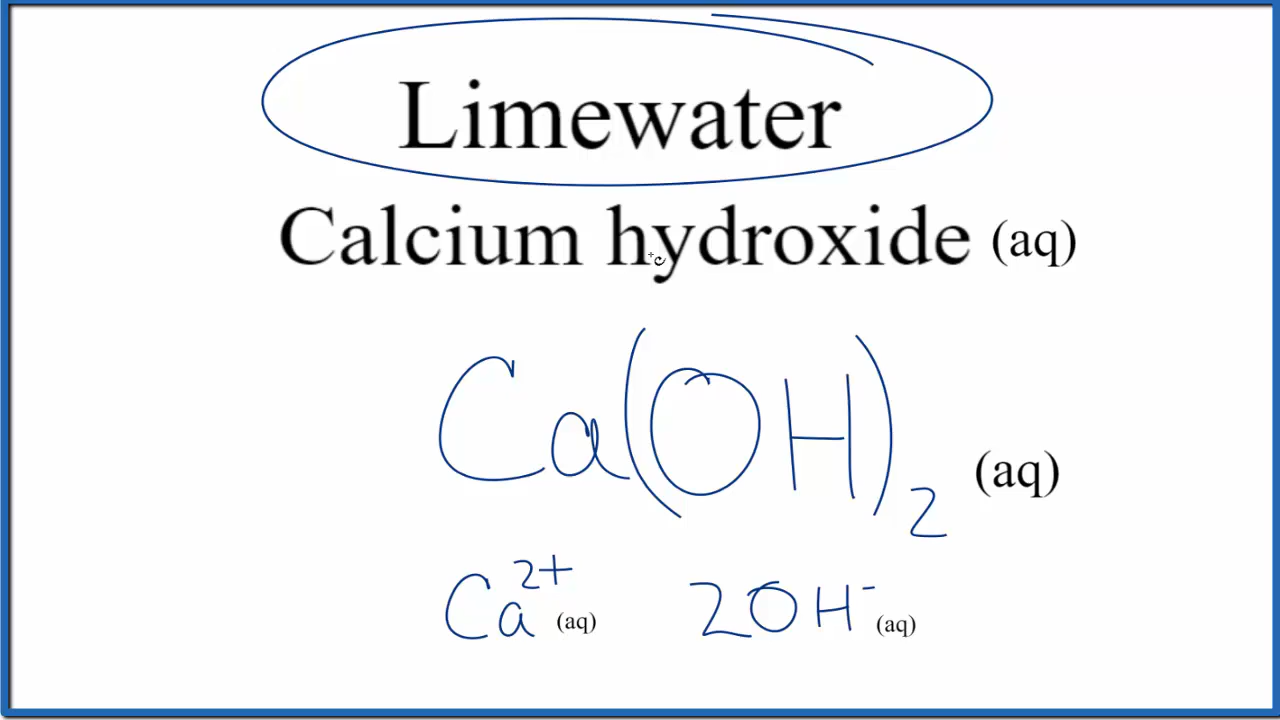 Limewater
Calcium hydroxide (aq)
Ca(OH)₂ (aq)
Ca²⁺ (aq) 2OH⁻ (aq)